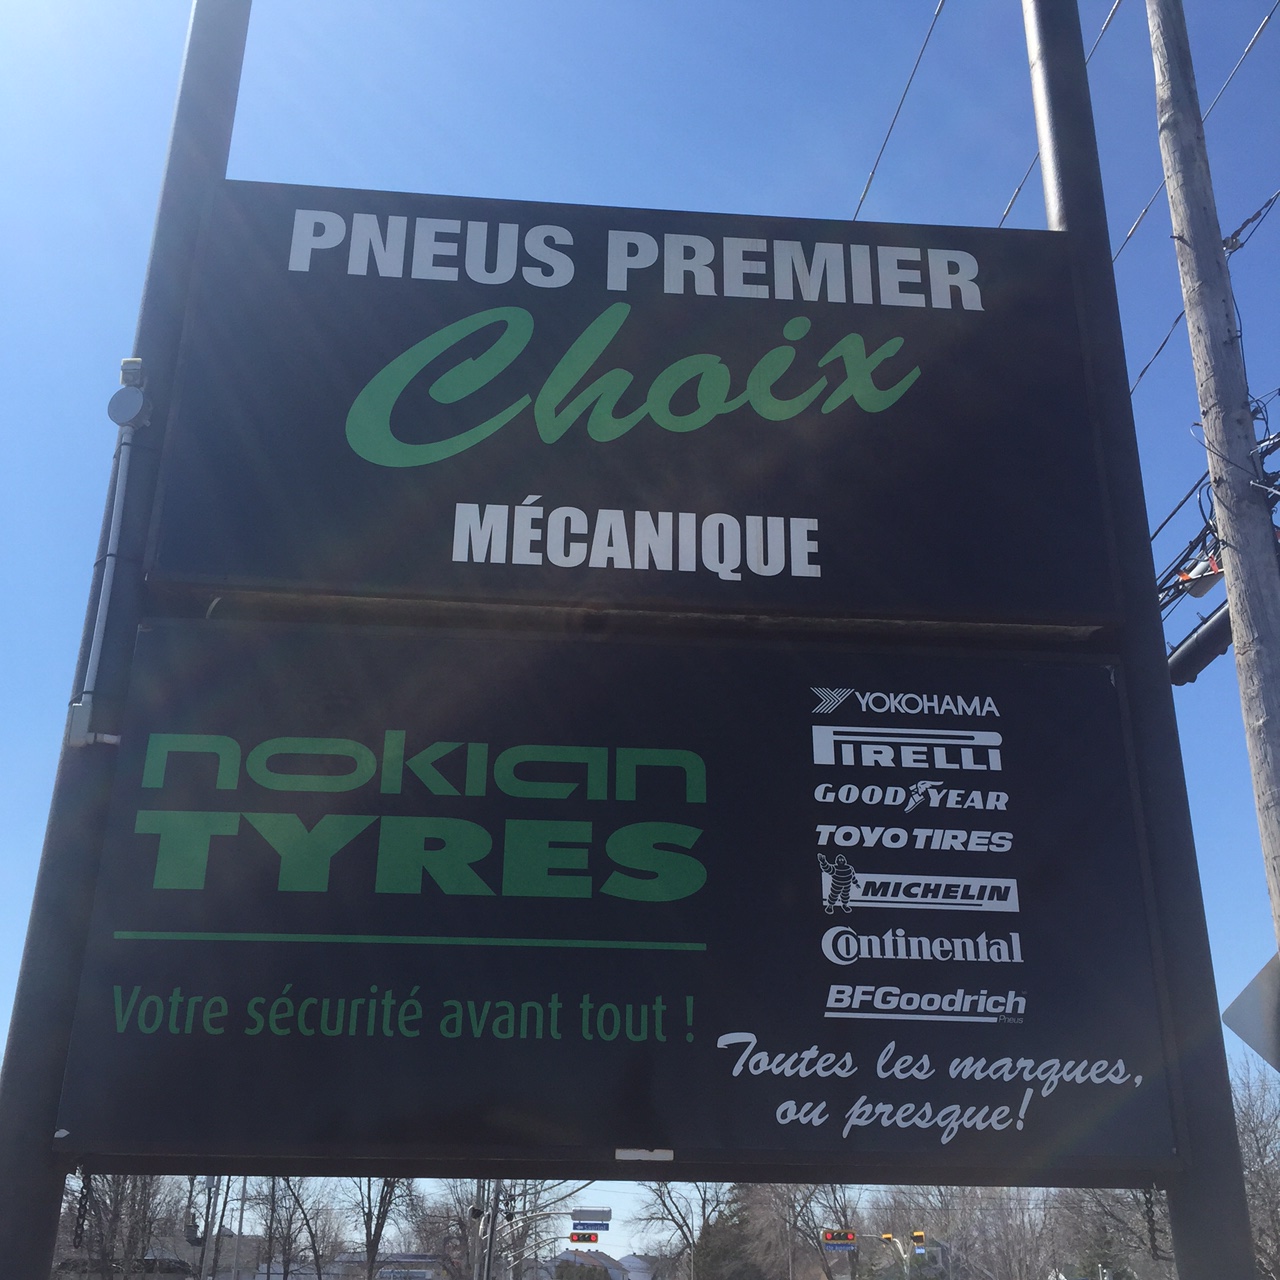 PNEUS PREMIER
Choix
MÉCANIQUE
nokian
TYRES
Votre sécurité avant tout !
YOKOHAMA
PIRELLI
GOODYEAR
TOYO TIRES
MICHELIN
Continental
BFGoodrich
Pneus
Toutes les marques,
ou presque!